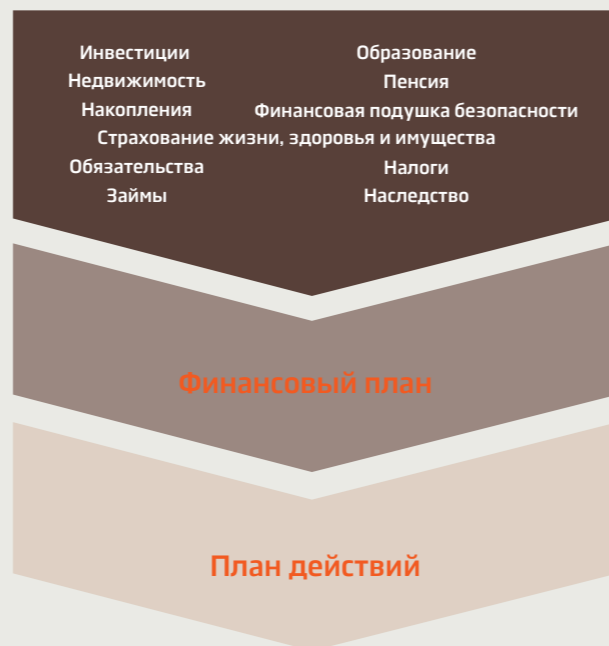 Инвестиции Образование
Недвижимость Пенсия
Накопления Финансовая подушка безопасности
Страхование жизни, здоровья и имущества
Обязательства Налоги
Займы Наследство
Финансовый план
План действий